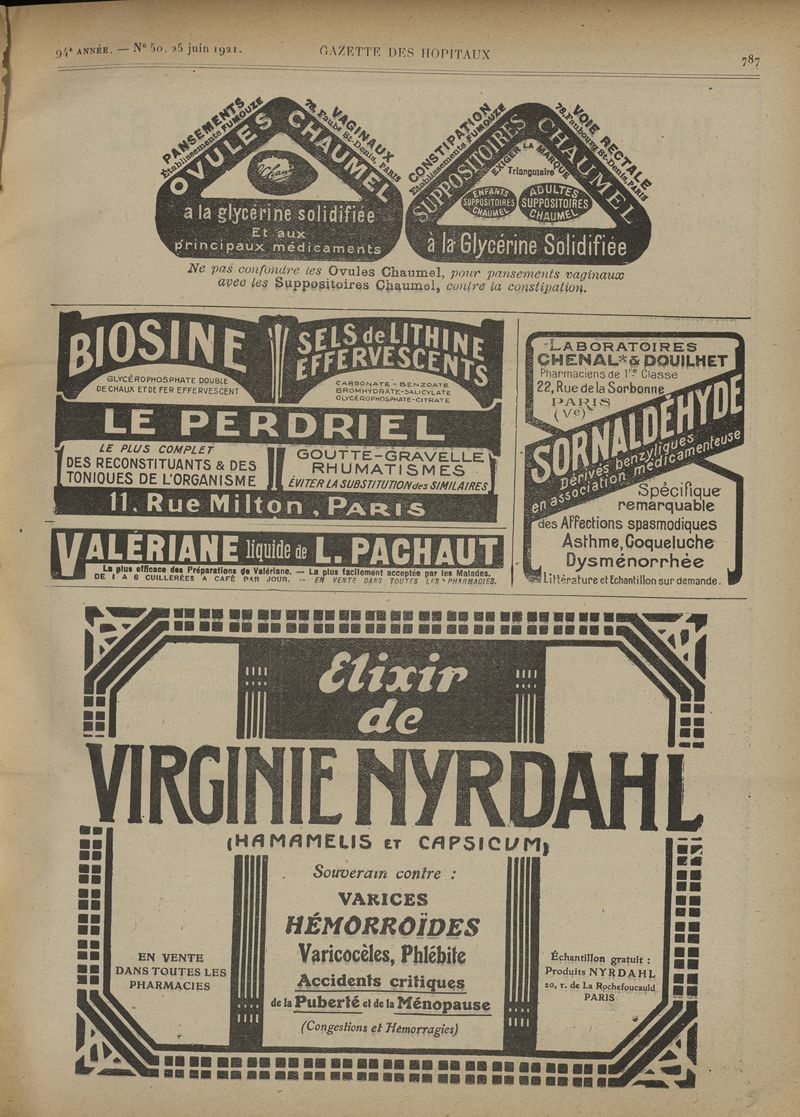 94ᵉ ANNÉE. — Nº 50. 25 juin 1921.
GAZETTE DES HOPITAUX
787
PANSEMENTS VAGINAUX
Établissements FUMOUZE 78, Faubg St-Denis, PARIS
OVULES CHAUMEL
Chaumel
a la glycérine solidifiée
Et aux
principaux médicaments
CONSTIPATION VOIE RECTALE
Établissements FUMOUZE 78, Faubourg St-Denis, PARIS
SUPPOSITOIRES CHAUMEL
EXIGER LA MARQUE
Triangulaire
ENFANTS
SUPPOSITOIRES
CHAUMEL
ADULTES
SUPPOSITOIRES
CHAUMEL
à la Glycérine Solidifiée
Ne pas confondre les Ovules Chaumel, pour pansements vaginaux
avec les Suppositoires Chaumel, contre la constipation.
BIOSINE
GLYCÉROPHOSPHATE DOUBLE
DE CHAUX ET DE FER EFFERVESCENT
SELS de LITHINE
EFFERVESCENTS
CARBONATE - BENZOATE
BROMHYDRATE-SALICYLATE
GLYCÉROPHOSPHATE-CITRATE
LE PERDRIEL
LE PLUS COMPLET
DES RECONSTITUANTS & DES
TONIQUES DE L'ORGANISME
GOUTTE-GRAVELLE
RHUMATISMES
ÉVITER LA SUBSTITUTION des SIMILAIRES
11, Rue Milton, PARIS
VALÉRIANE liquide de L. PACHAUT
La plus efficace des Préparations de Valériane. — La plus facilement acceptée par les Malades.
DE 1 A 6 CUILLERÉES A CAFÉ PAR JOUR. -- EN VENTE DANS TOUTES LES PHARMACIES.
LABORATOIRES
CHENAL* & DOUILHET
Pharmaciens de 1re Classe
22, Rue de la Sorbonne
PARIS
(Ve)
SORNALDÉHYDE
Dérivés benzyliques
en association médicamenteuse
Spécifique
remarquable
des Affections spasmodiques
Asthme, Coqueluche
Dysménorrhée
Littérature et Echantillon sur demande.
Elixir
de
VIRGINIE NYRDAHL
(HAMAMELIS ET CAPSICUM)
Souverain contre :
VARICES
HÉMORROÏDES
Varicocèles, Phlébite
Accidents critiques
de la Puberté et de la Ménopause
(Congestions et Hémorragies)
EN VENTE
DANS TOUTES LES
PHARMACIES
Échantillon gratuit :
Produits NYRDAHL
20, r. de La Rochefoucauld
PARIS